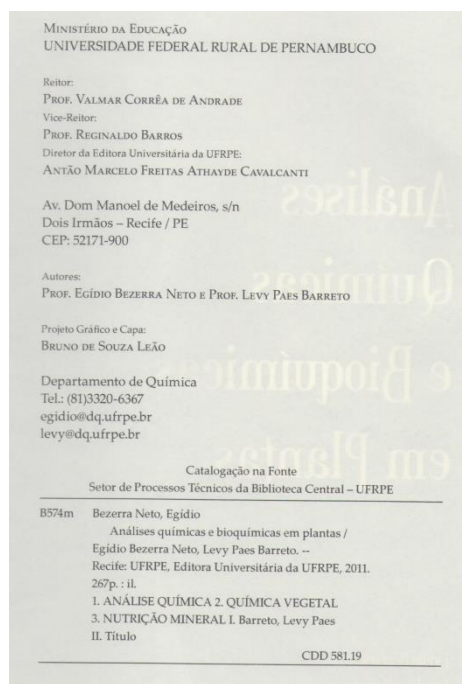 MINISTÉRIO DA EDUCAÇÃO
UNIVERSIDADE FEDERAL RURAL DE PERNAMBUCO
Reitor:
PROF. VALMAR CORRÊA DE ANDRADE
Vice-Reitor:
PROF. REGINALDO BARROS
Diretor da Editora Universitária da UFRPE:
ANTÃO MARCELO FREITAS ATHAYDE CAVALCANTI
Av. Dom Manoel de Medeiros, s/n
Dois Irmãos – Recife / PE
CEP: 52171-900
Autores:
PROF. EGÍDIO BEZERRA NETO E PROF. LEVY PAES BARRETO
Projeto Gráfico e Capa:
BRUNO DE SOUZA LEÃO
Departamento de Química
Tel.: (81)3320-6367
egidio@dq.ufrpe.br
levy@dq.ufrpe.br
Catalogação na Fonte
Setor de Processos Técnicos da Biblioteca Central – UFRPE
B574m Bezerra Neto, Egídio
Análises químicas e bioquímicas em plantas /
Egídio Bezerra Neto, Levy Paes Barreto. --
Recife: UFRPE, Editora Universitária da UFRPE, 2011.
267p. : il.
1. ANÁLISE QUÍMICA 2. QUÍMICA VEGETAL
3. NUTRIÇÃO MINERAL I. Barreto, Levy Paes
II. Título
CDD 581.19
Análises
Químicas
e Bioquímicas
em Plantas